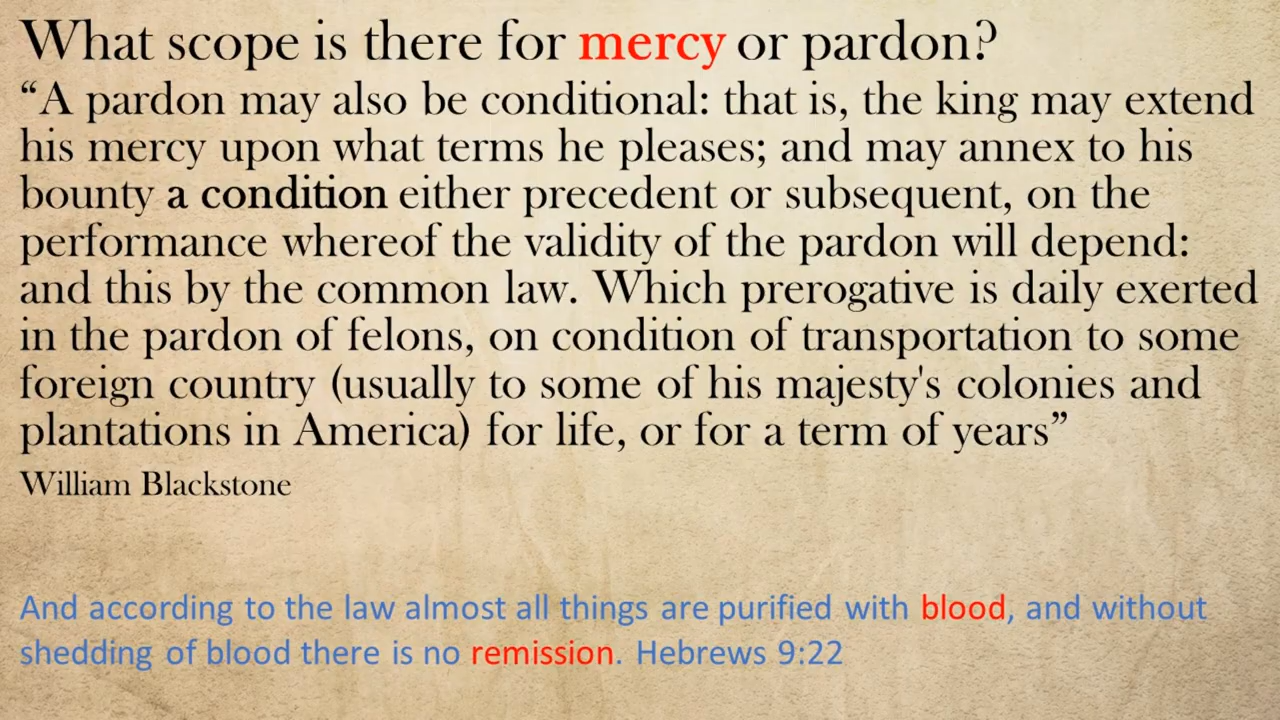 What scope is there for mercy or pardon?
“A pardon may also be conditional: that is, the king may extend
his mercy upon what terms he pleases; and may annex to his
bounty a condition either precedent or subsequent, on the
performance whereof the validity of the pardon will depend:
and this by the common law. Which prerogative is daily exerted
in the pardon of felons, on condition of transportation to some
foreign country (usually to some of his majesty's colonies and
plantations in America) for life, or for a term of years”
William Blackstone
And according to the law almost all things are purified with blood, and without
shedding of blood there is no remission. Hebrews 9:22